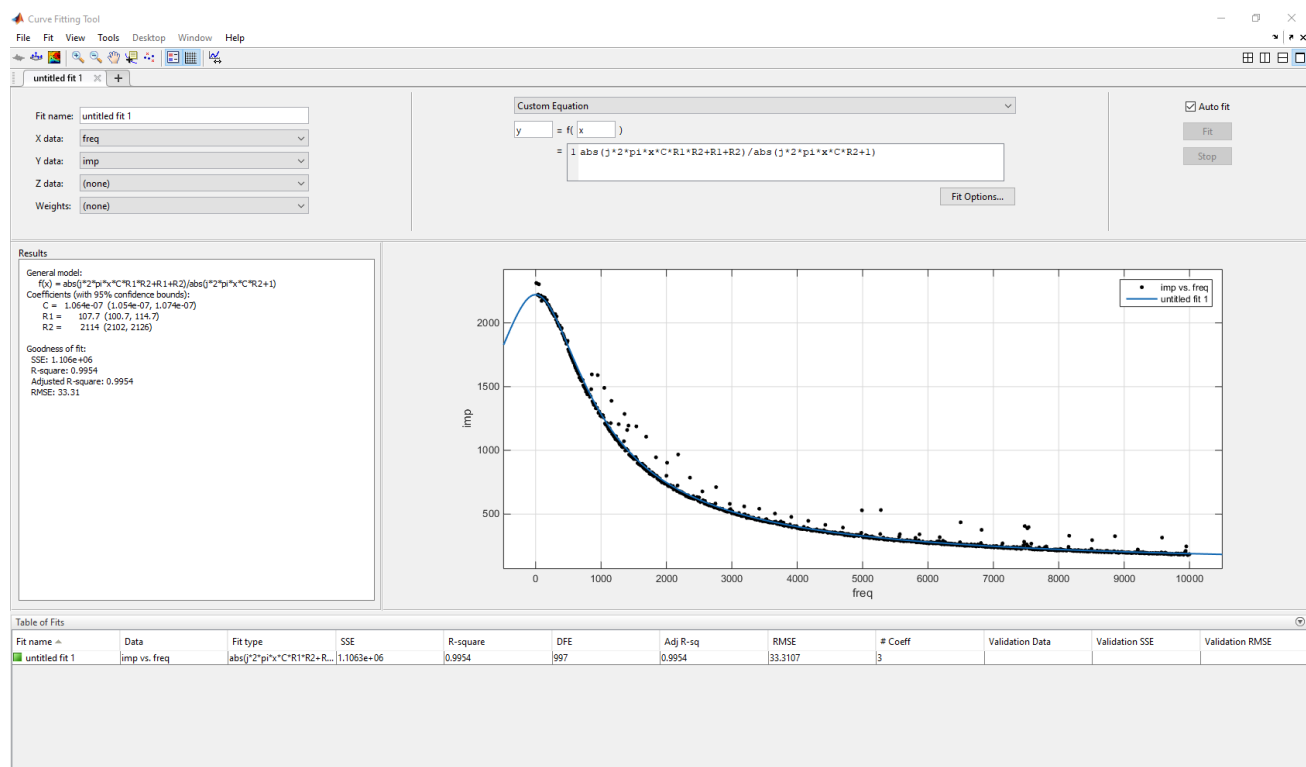 Curve Fitting Tool
File Fit View Tools Desktop Window Help
untitled fit 1
Fit name: untitled fit 1
X data: freq
Y data: imp
Z data: (none)
Weights: (none)
Custom Equation
y = f( x )
= 1 abs(j*2*pi*x*C*R1*R2+R1+R2)/abs(j*2*pi*x*C*R2+1)
Fit Options...
Auto fit
Fit
Stop
Results
General model:
f(x) = abs(j*2*pi*x*C*R1*R2+R1+R2)/abs(j*2*pi*x*C*R2+1)
Coefficients (with 95% confidence bounds):
C = 1.064e-07 (1.054e-07, 1.074e-07)
R1 = 107.7 (100.7, 114.7)
R2 = 2114 (2102, 2126)
Goodness of fit:
SSE: 1.106e+06
R-square: 0.9954
Adjusted R-square: 0.9954
RMSE: 33.31
imp vs. freq
untitled fit 1
2000
1500
1000
500
imp
0 1000 2000 3000 4000 5000 6000 7000 8000 9000 10000
freq
Table of Fits
Fit name Data Fit type SSE R-square DFE Adj R-sq RMSE # Coeff Validation Data Validation SSE Validation RMSE
untitled fit 1 imp vs. freq abs(j*2*pi*x*C*R1*R2+R... 1.1063e+06 0.9954 997 0.9954 33.3107 3